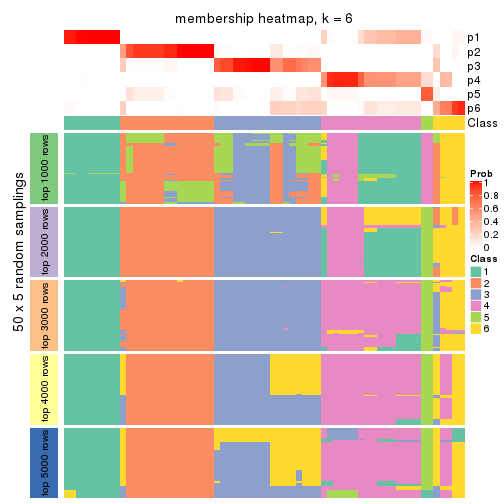 membership heatmap, k = 6
p1
p2
p3
p4
p5
p6
Class
50 x 5 random samplings
top 1000 rows
top 2000 rows
top 3000 rows
top 4000 rows
top 5000 rows
Prob
1
0.8
0.6
0.4
0.2
0
Class
1
2
3
4
5
6